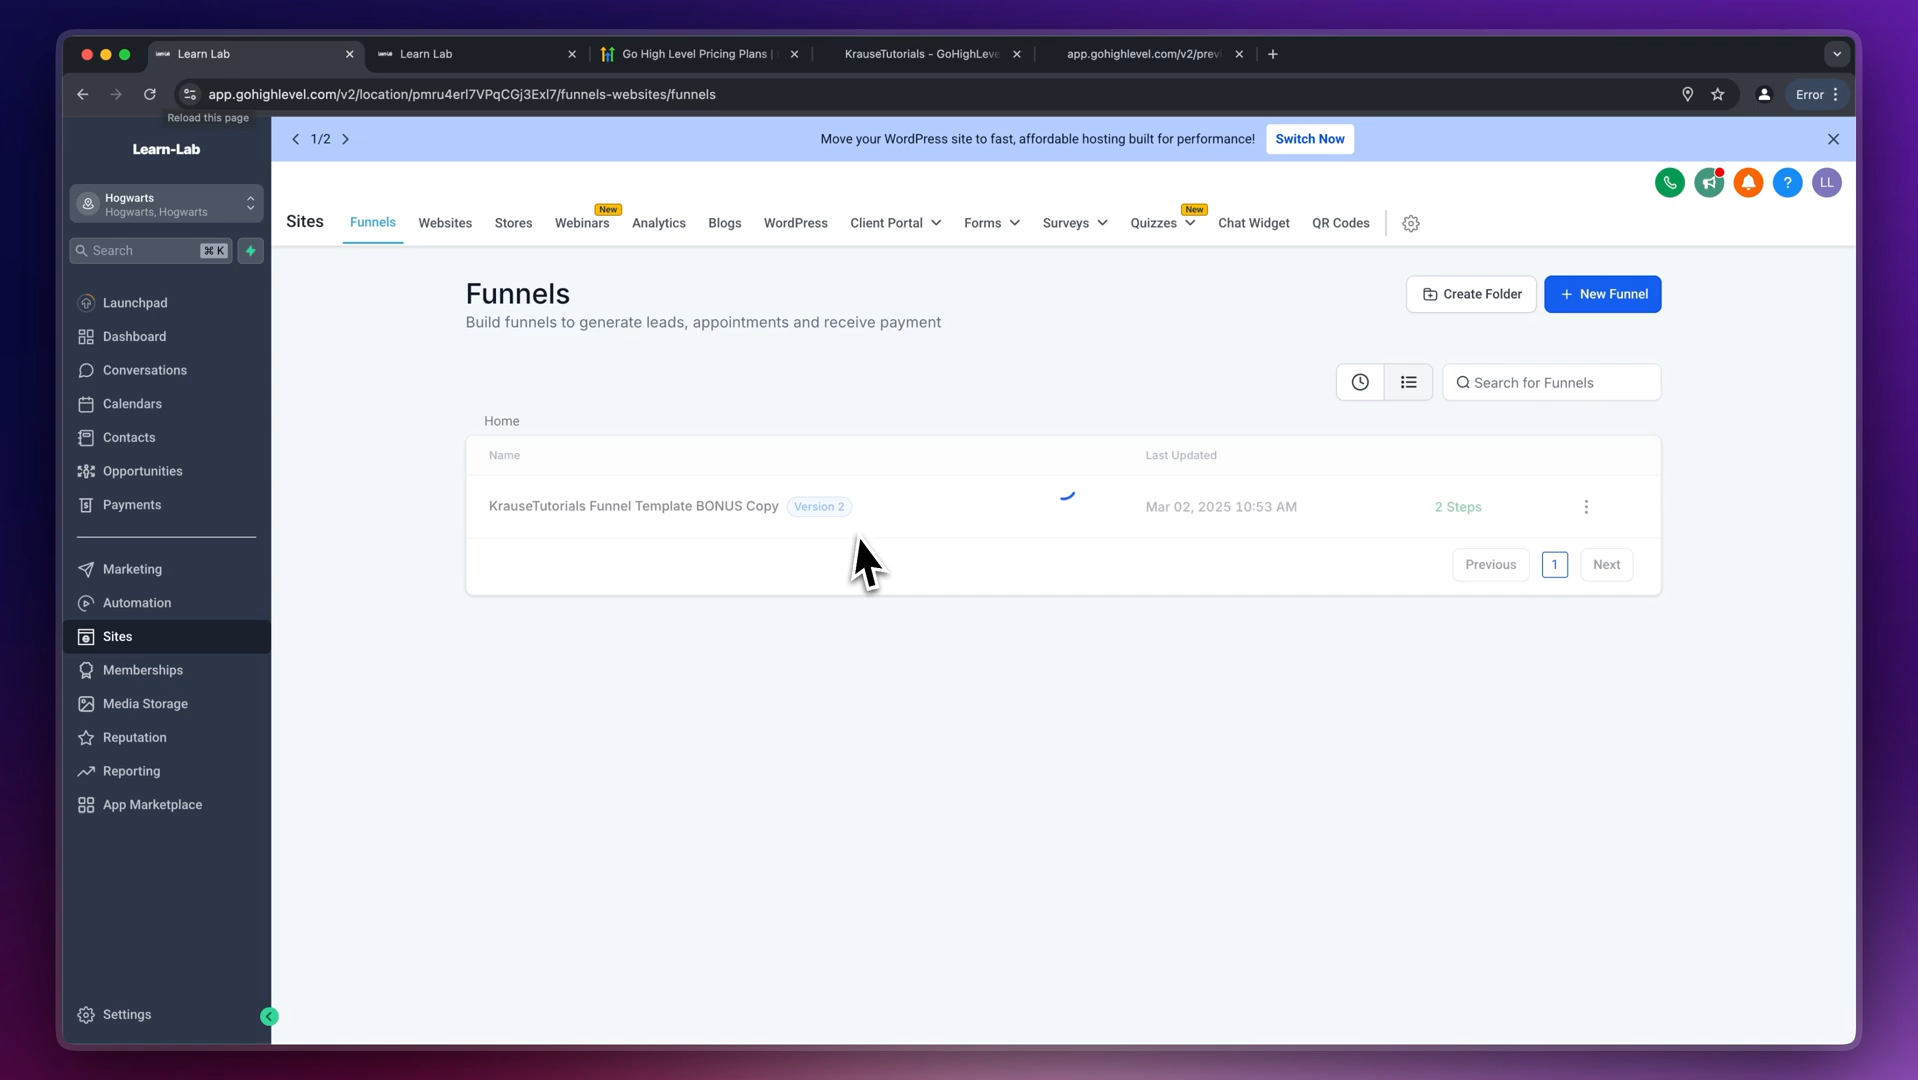 Learn Lab
Learn Lab
Go High Level Pricing Plans |
KrauseTutorials - GoHighLeve
app.gohighlevel.com/v2/previ
app.gohighlevel.com/v2/location/pmru4erl7VPqCGj3Exl7/funnels-websites/funnels
Error
Reload this page
Learn-Lab
Hogwarts
Hogwarts, Hogwarts
Search
⌘ K
Launchpad
Dashboard
Conversations
Calendars
Contacts
Opportunities
Payments
Marketing
Automation
Sites
Memberships
Media Storage
Reputation
Reporting
App Marketplace
Settings
1/2
Move your WordPress site to fast, affordable hosting built for performance!
Switch Now
LL
Sites
Funnels
Websites
Stores
Webinars
New
Analytics
Blogs
WordPress
Client Portal
Forms
Surveys
Quizzes
New
Chat Widget
QR Codes
Funnels
Build funnels to generate leads, appointments and receive payment
Create Folder
+ New Funnel
Search for Funnels
Home
Name
Last Updated
KrauseTutorials Funnel Template BONUS Copy
Version 2
Mar 02, 2025 10:53 AM
2 Steps
Previous
1
Next